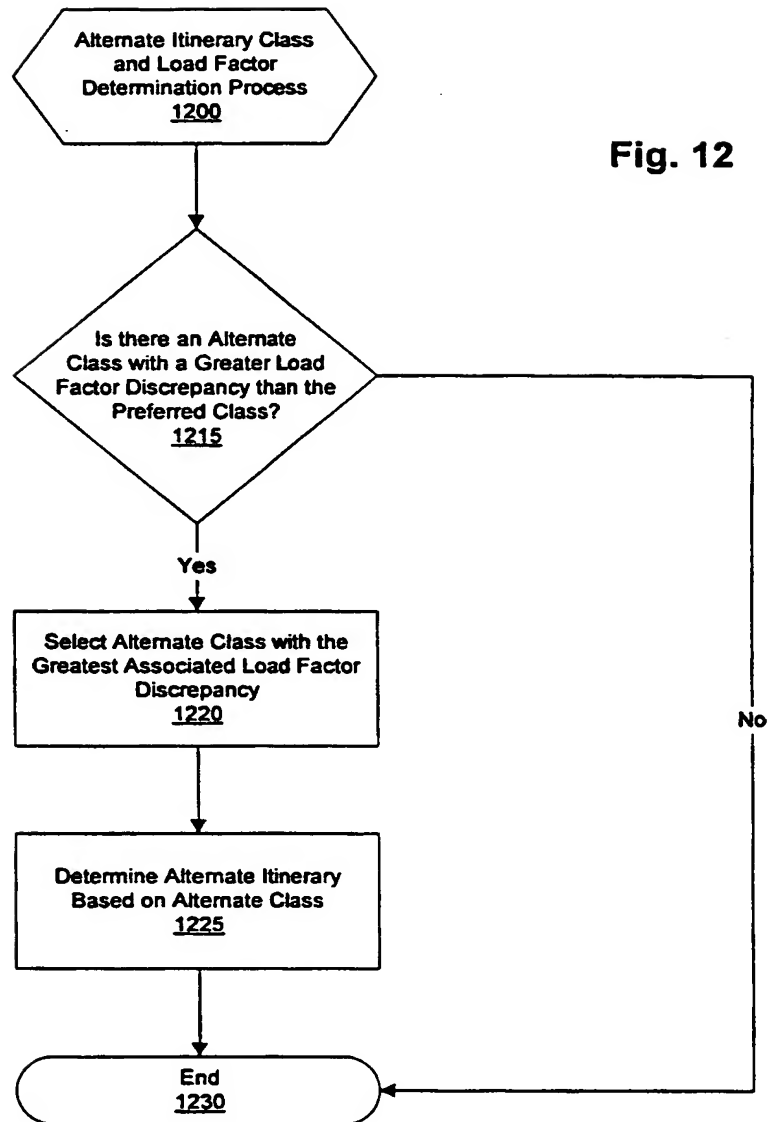 Alternate Itinerary Class
and Load Factor
Determination Process
1200
Fig. 12
Is there an Alternate
Class with a Greater Load
Factor Discrepancy than the
Preferred Class?
1215
Yes
Select Alternate Class with the
Greatest Associated Load Factor
Discrepancy
1220
No
Determine Alternate Itinerary
Based on Alternate Class
1225
End
1230